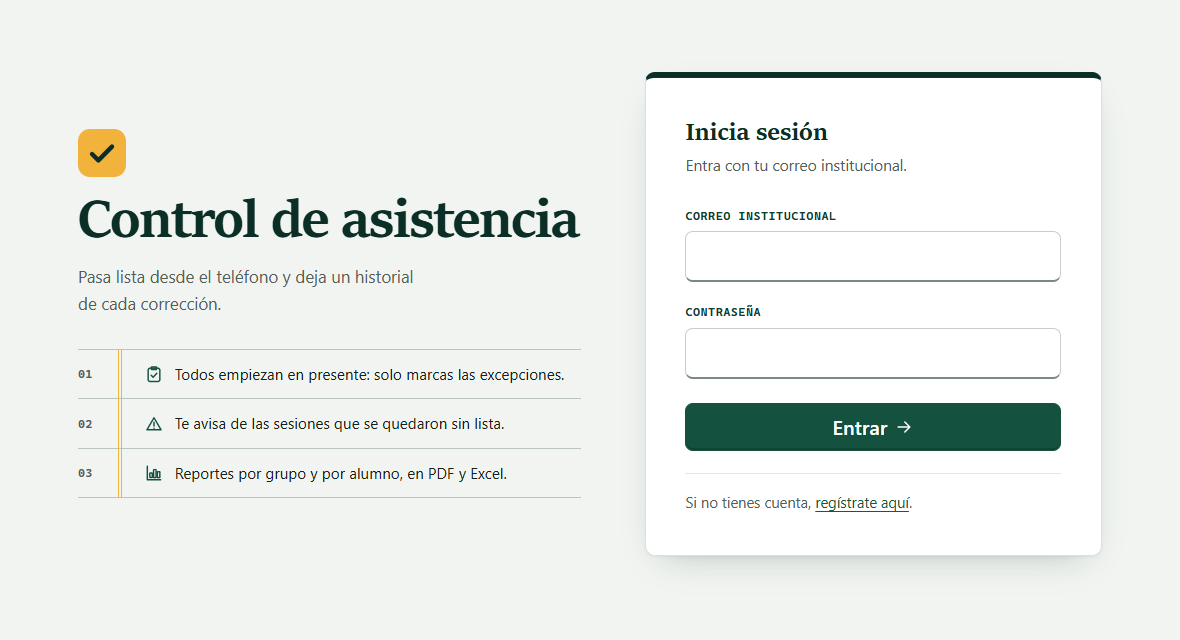 Control de asistencia
Pasa lista desde el teléfono y deja un historial
de cada corrección.
01 Todos empiezan en presente: solo marcas las excepciones.
02 Te avisa de las sesiones que se quedaron sin lista.
03 Reportes por grupo y por alumno, en PDF y Excel.
Inicia sesión
Entra con tu correo institucional.
CORREO INSTITUCIONAL
CONTRASEÑA
Entrar →
Si no tienes cuenta, regístrate aquí.